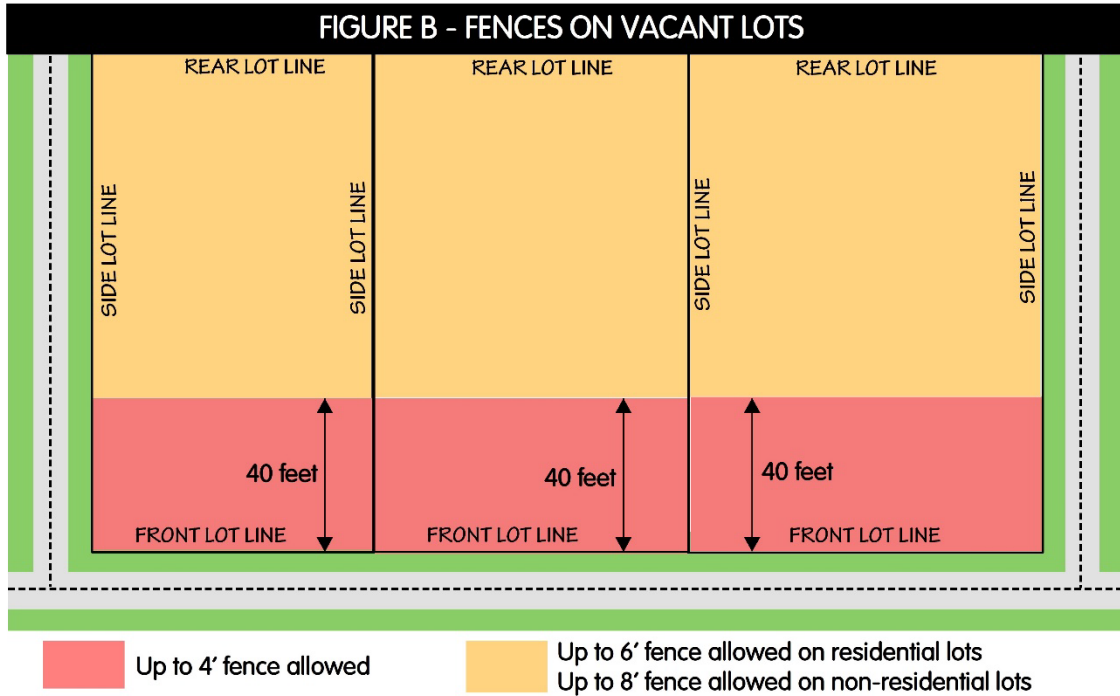 FIGURE B - FENCES ON VACANT LOTS
REAR LOT LINE
REAR LOT LINE
REAR LOT LINE
SIDE LOT LINE
SIDE LOT LINE
SIDE LOT LINE
SIDE LOT LINE
40 feet
40 feet
40 feet
FRONT LOT LINE
FRONT LOT LINE
FRONT LOT LINE
Up to 4' fence allowed
Up to 6' fence allowed on residential lots
Up to 8' fence allowed on non-residential lots